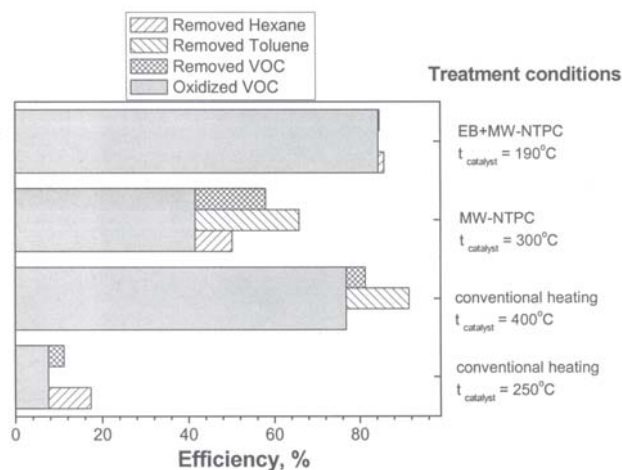 Removed Hexane
Removed Toluene
Removed VOC
Oxidized VOC
Treatment conditions
EB+MW-NTPC
t catalyst = 190°C
MW-NTPC
t catalyst = 300°C
conventional heating
t catalyst = 400°C
conventional heating
t catalyst = 250°C
0 20 40 60 80
Efficiency, %